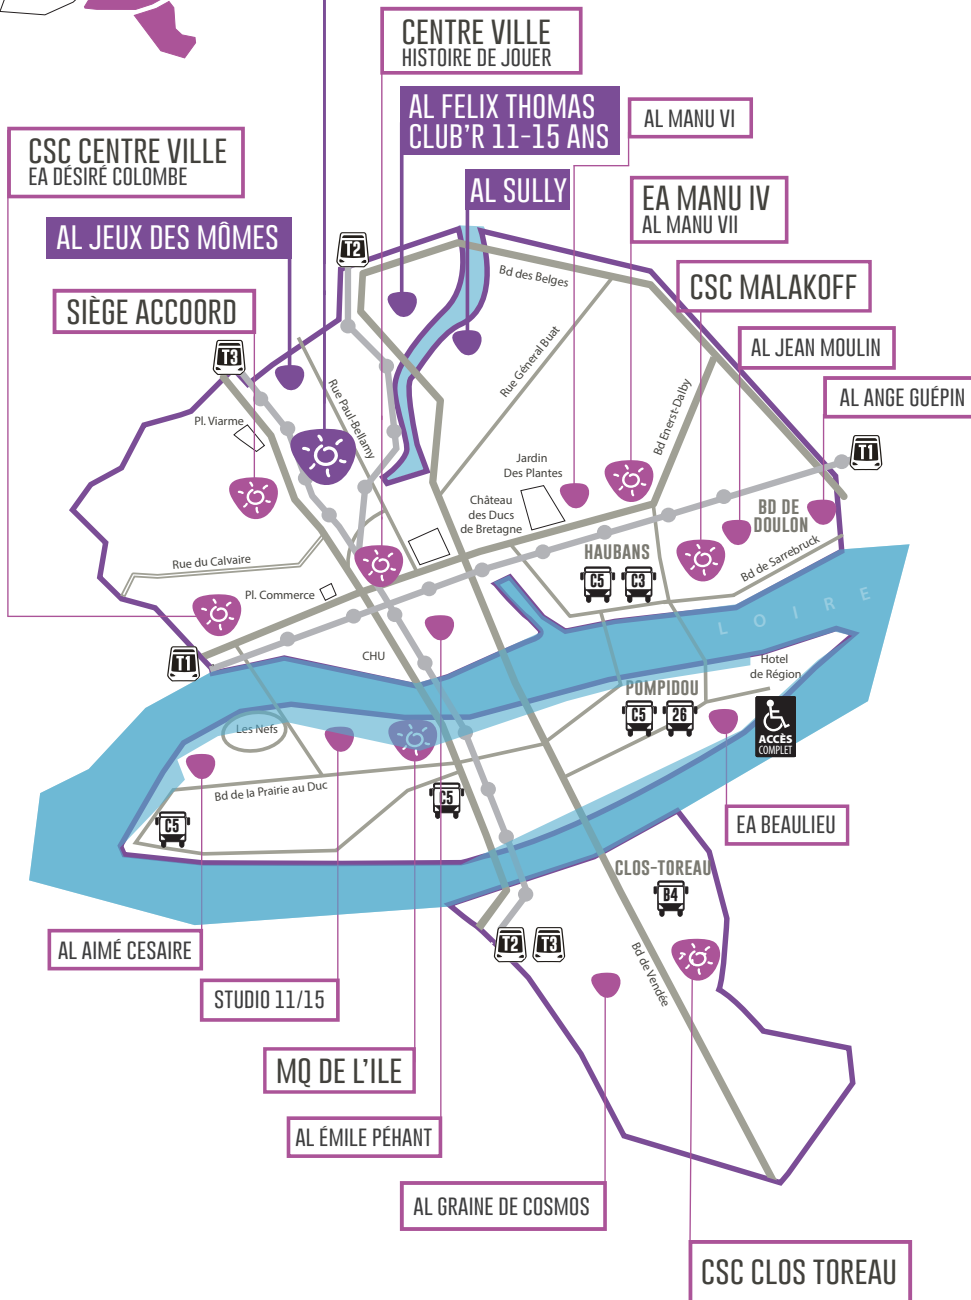 CENTRE VILLE
HISTOIRE DE JOUER
AL FELIX THOMAS
CLUB'R 11-15 ANS
AL MANU VI
CSC CENTRE VILLE
EA DÉSIRÉ COLOMBE
AL SULLY
EA MANU IV
AL MANU VII
AL JEUX DES MÔMES
T2
Bd des Belges
CSC MALAKOFF
SIÈGE ACCOORD
AL JEAN MOULIN
T3
Rue Géneral Buat
AL ANGE GUÉPIN
Rue Paul-Bellamy
Bd Enerst-Dalby
Pl. Viarme
T1
Jardin
Des Plantes
Château
des Ducs
de Bretagne
BD DE
DOULON
HAUBANS
C5
C3
Bd de Sarrebruck
Rue du Calvaire
Pl. Commerce
LOIRE
CHU
T1
Hotel
de Région
POMPIDOU
C5
26
ACCÈS
COMPLET
Les Nefs
Bd de la Prairie au Duc
C5
C5
EA BEAULIEU
CLOS-TOREAU
B4
AL AIMÉ CESAIRE
T2
T3
Bd de Vendée
STUDIO 11/15
MQ DE L'ILE
AL ÉMILE PÉHANT
AL GRAINE DE COSMOS
CSC CLOS TOREAU